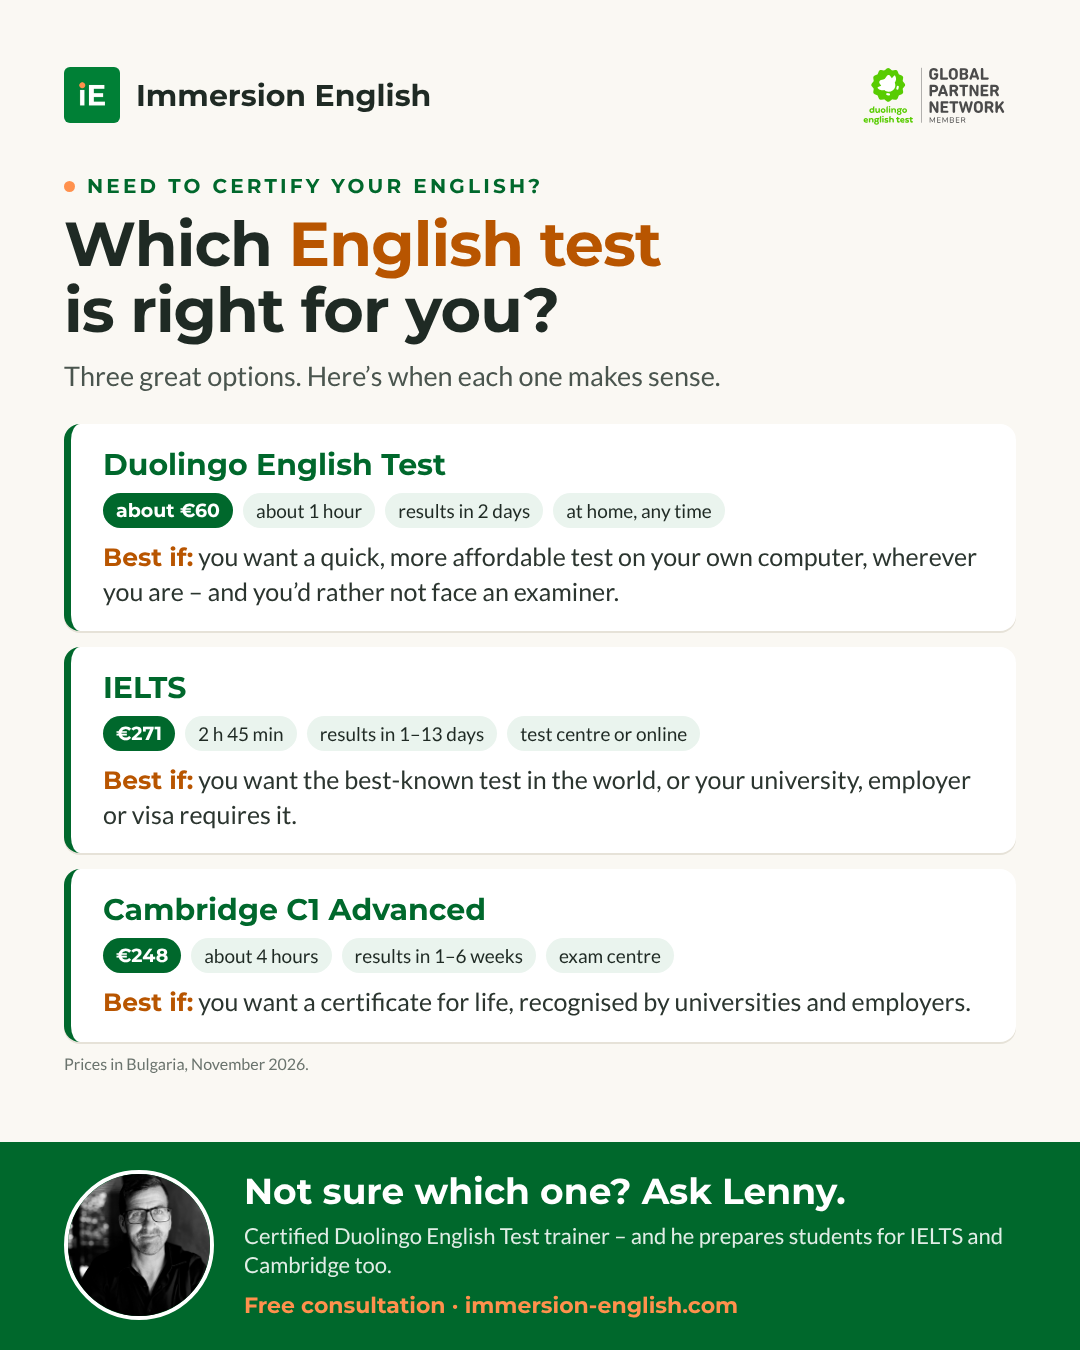 iE Immersion English
duolingo
english test
GLOBAL
PARTNER
NETWORK
MEMBER
NEED TO CERTIFY YOUR ENGLISH?
Which English test
is right for you?
Three great options. Here’s when each one makes sense.
Duolingo English Test
about €60 about 1 hour results in 2 days at home, any time
Best if: you want a quick, more affordable test on your own computer, wherever
you are – and you’d rather not face an examiner.
IELTS
€271 2 h 45 min results in 1–13 days test centre or online
Best if: you want the best-known test in the world, or your university, employer
or visa requires it.
Cambridge C1 Advanced
€248 about 4 hours results in 1–6 weeks exam centre
Best if: you want a certificate for life, recognised by universities and employers.
Prices in Bulgaria, November 2026.
Not sure which one? Ask Lenny.
Certified Duolingo English Test trainer – and he prepares students for IELTS and
Cambridge too.
Free consultation · immersion-english.com